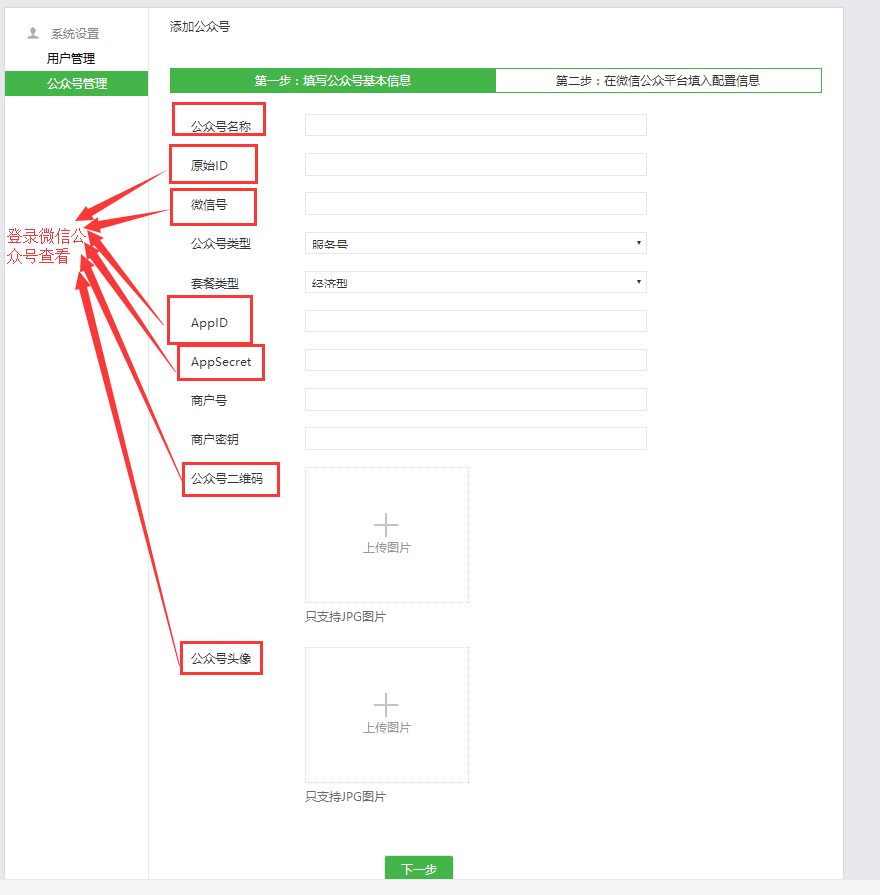 系统设置
用户管理
公众号管理
添加公众号
第一步：填写公众号基本信息
第二步：在微信公众平台填入配置信息
公众号名称
原始ID
微信号
登录微信公
众号查看
公众号类型
服务号
套餐类型
经济型
AppID
AppSecret
商户号
商户密钥
公众号二维码
上传图片
只支持JPG图片
公众号头像
上传图片
只支持JPG图片
下一步